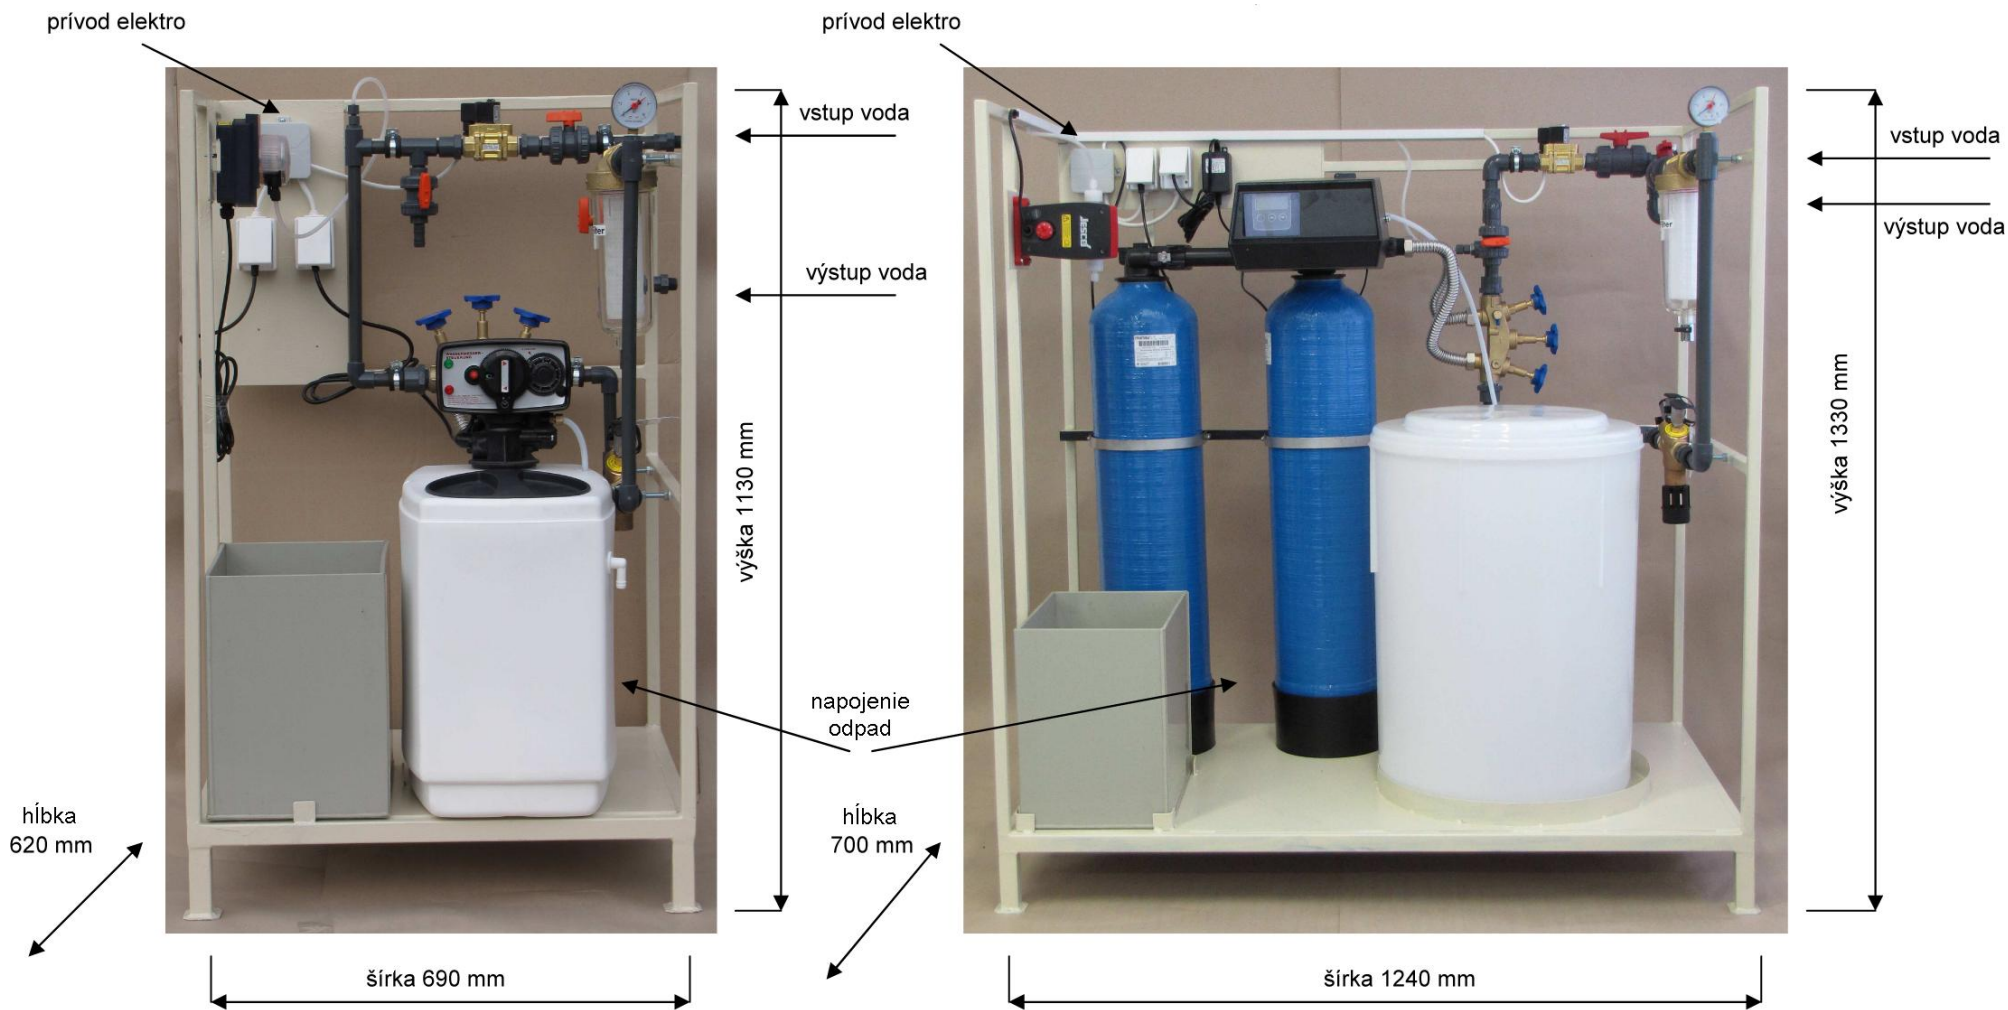 prívod elektro
prívod elektro
vstup voda
výstup voda
výška 1130 mm
vstup voda
výstup voda
výška 1330 mm
Jesco
napojenie
odpad
hĺbka
620 mm
hĺbka
700 mm
šírka 690 mm
šírka 1240 mm